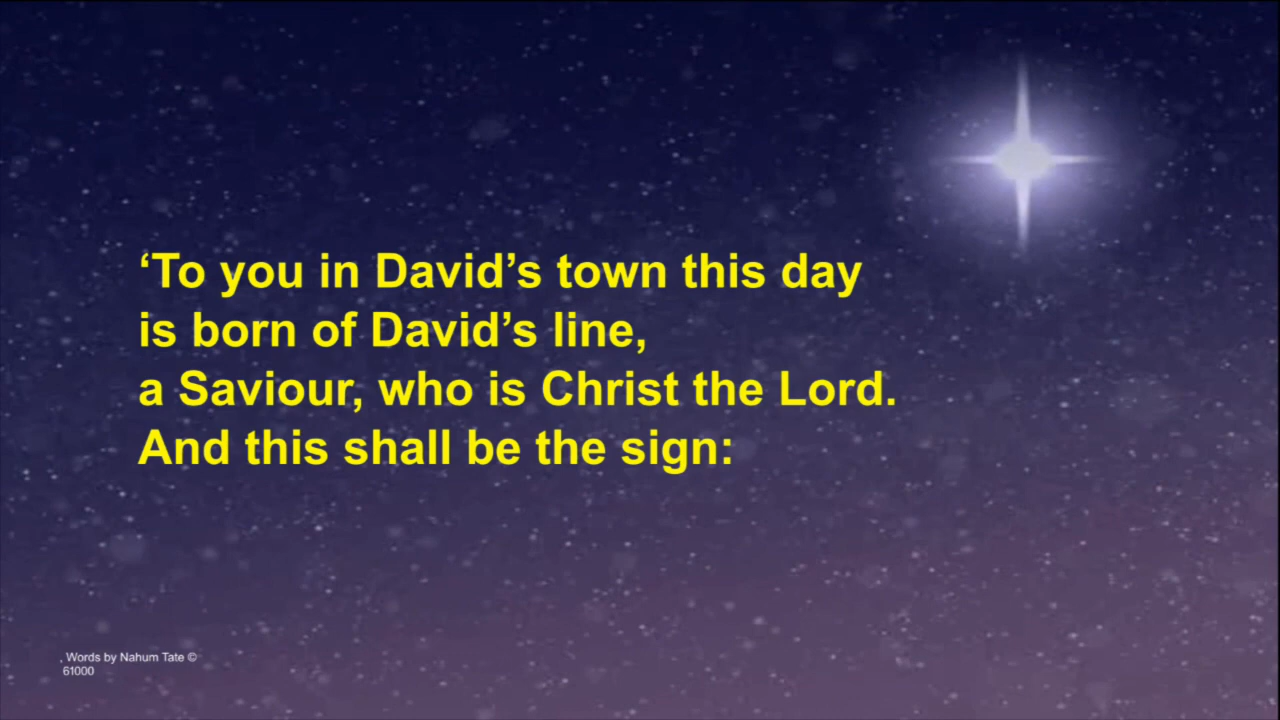 ‘To you in David’s town this day
is born of David’s line,
a Saviour, who is Christ the Lord.
And this shall be the sign:
, Words by Nahum Tate ©
61000